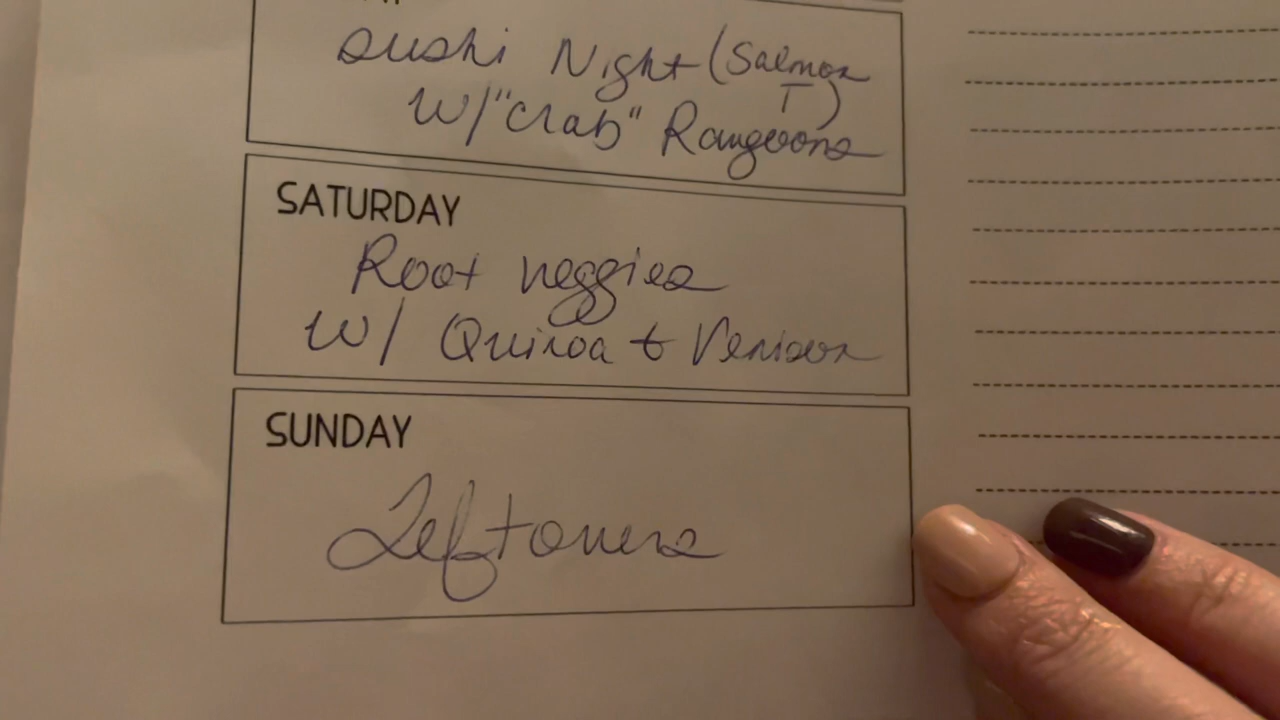 Sushi Night (Salmon
T)
w/ "crab" Rangoons
SATURDAY
Root veggies
w/ Quinoa & Venison
SUNDAY
Leftovers